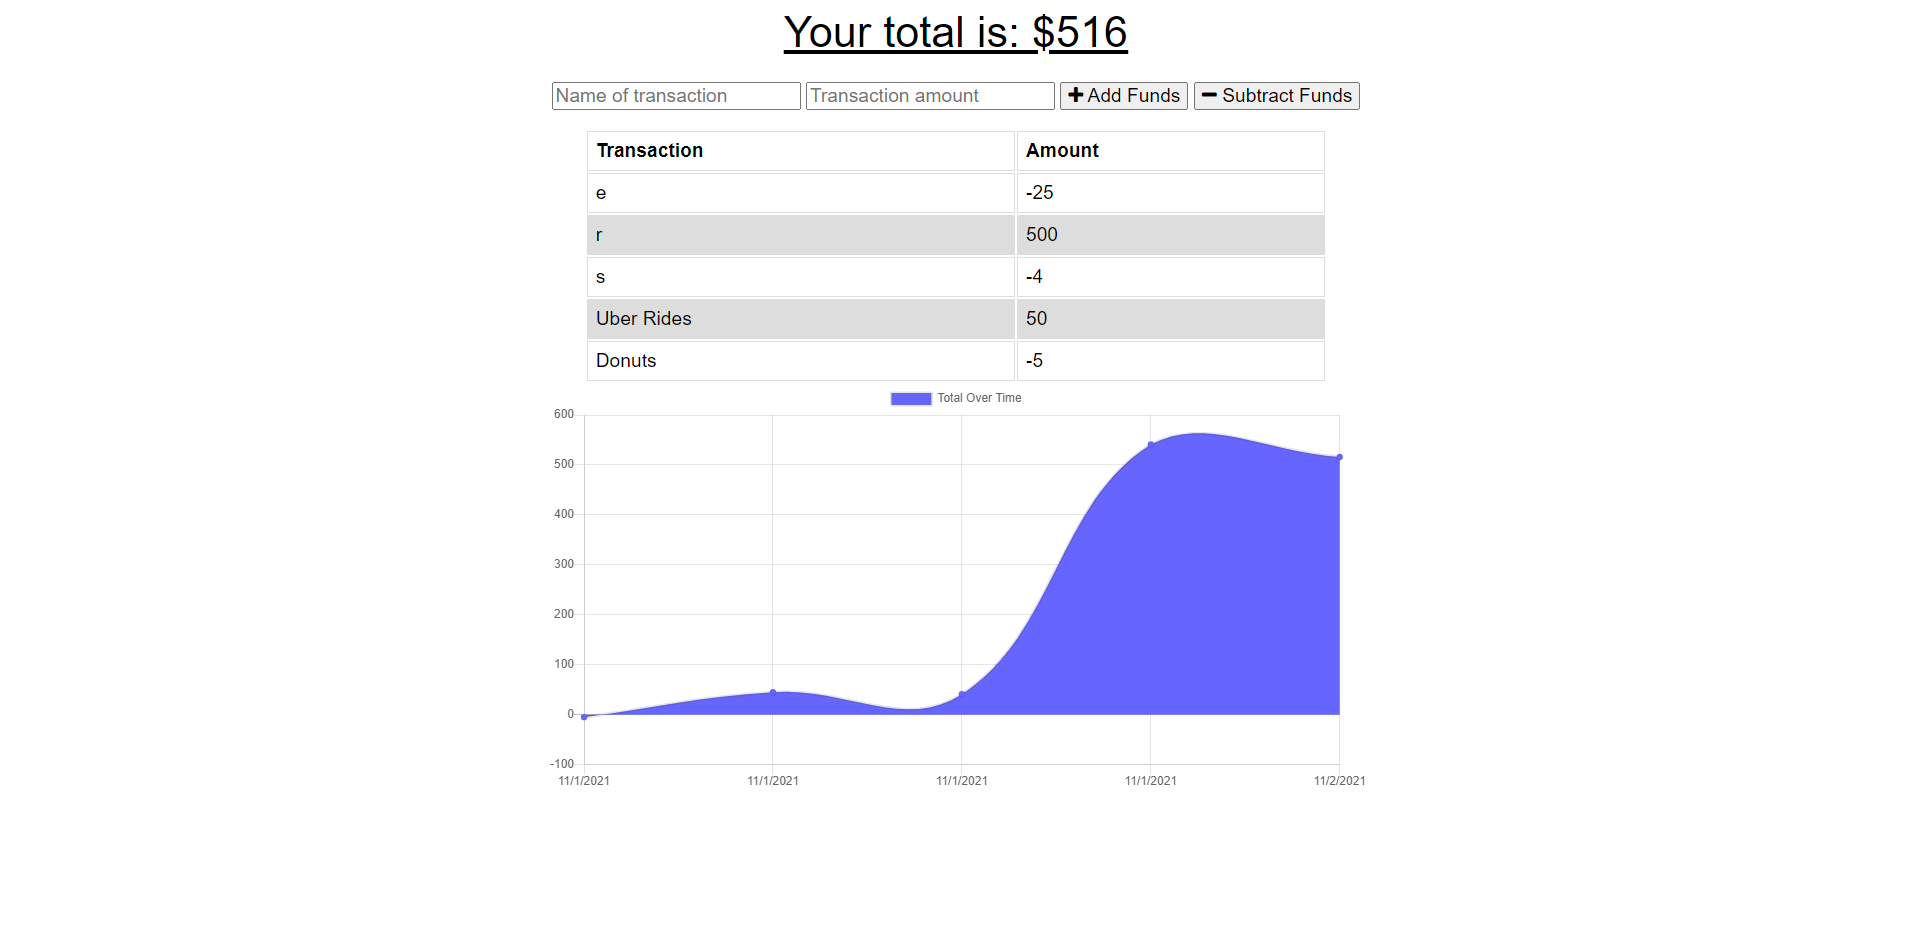 Your total is: $516
Name of transaction Transaction amount Add Funds Subtract Funds
Transaction Amount
e -25
r 500
s -4
Uber Rides 50
Donuts -5
Total Over Time
600
500
400
300
200
100
0
-100
11/1/2021 11/1/2021 11/1/2021 11/1/2021 11/2/2021